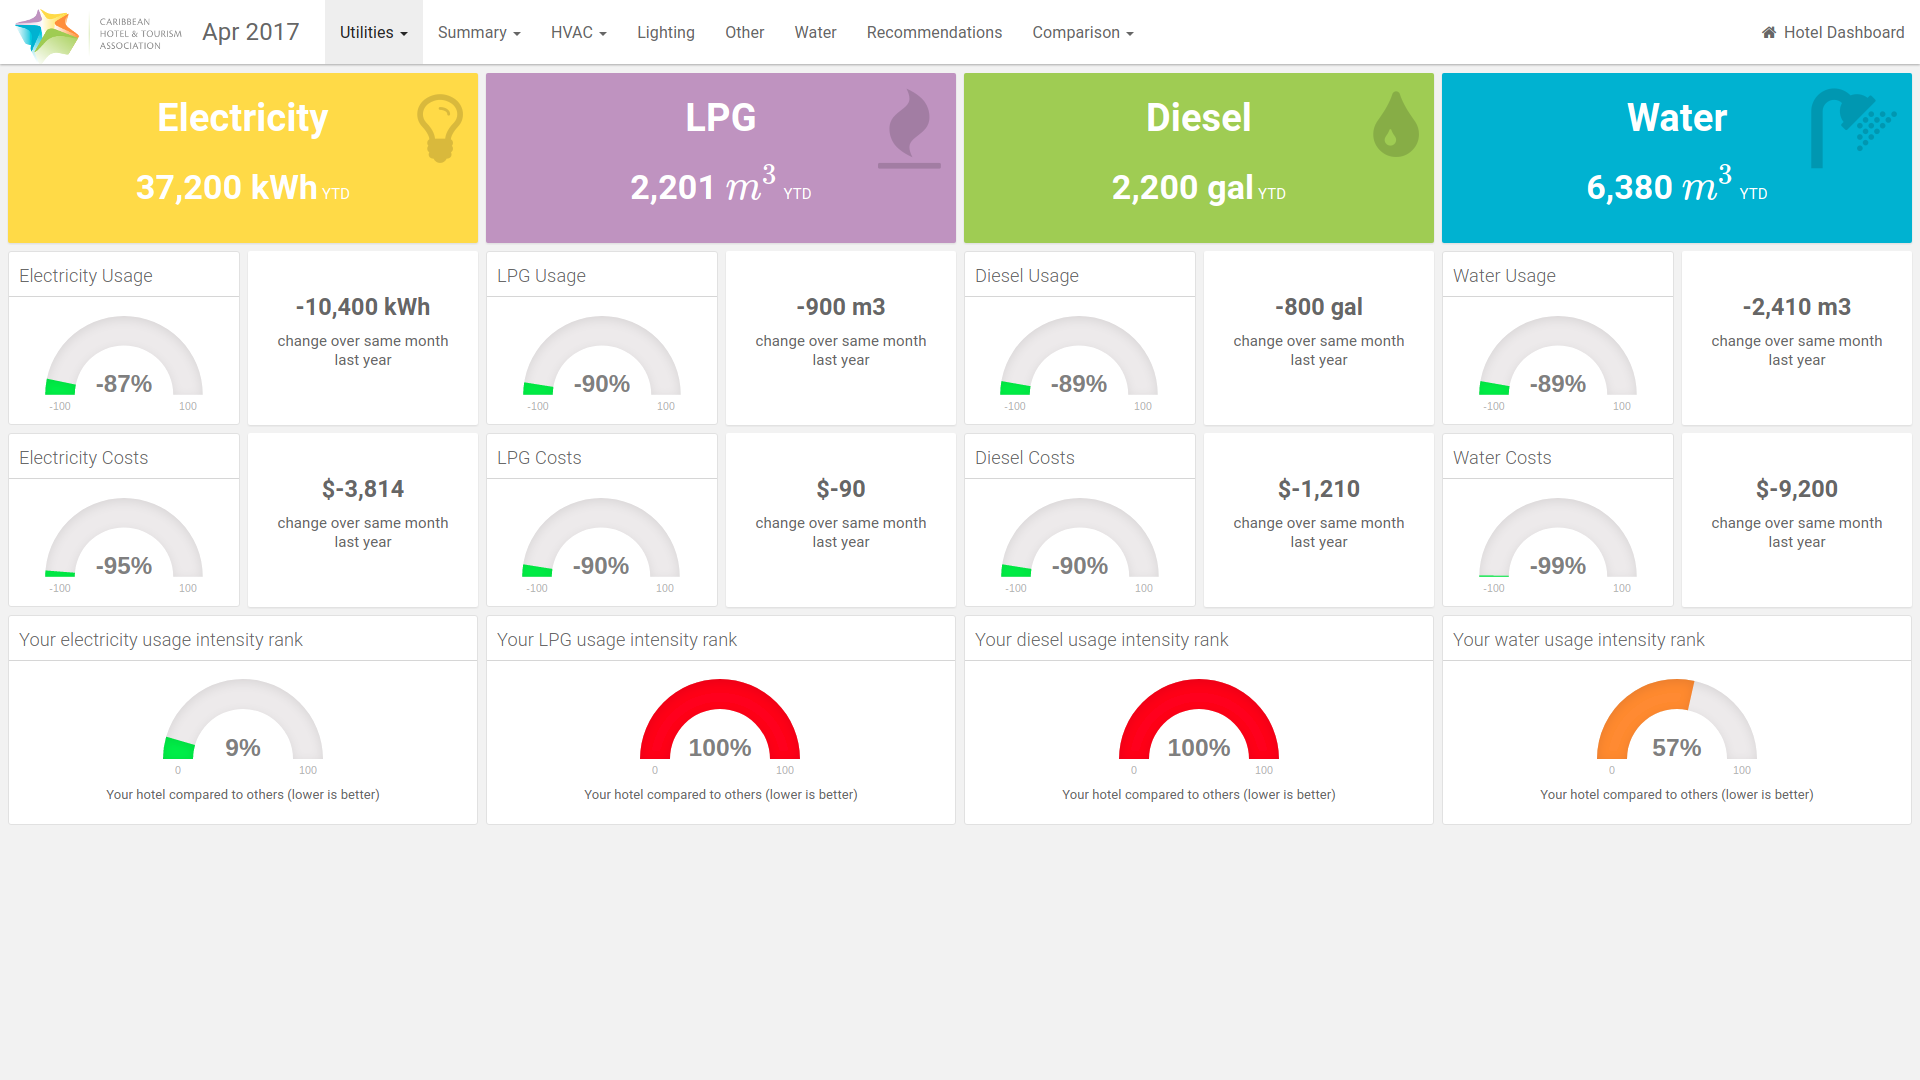 CARIBBEAN
HOTEL & TOURISM
ASSOCIATION
Apr 2017
Utilities
Summary
HVAC
Lighting
Other
Water
Recommendations
Comparison
Hotel Dashboard
Electricity
37,200 kWh YTD
LPG
2,201 m³ YTD
Diesel
2,200 gal YTD
Water
6,380 m³ YTD
Electricity Usage
-87%
-100 100
-10,400 kWh
change over same month
last year
LPG Usage
-90%
-100 100
-900 m3
change over same month
last year
Diesel Usage
-89%
-100 100
-800 gal
change over same month
last year
Water Usage
-89%
-100 100
-2,410 m3
change over same month
last year
Electricity Costs
-95%
-100 100
$-3,814
change over same month
last year
LPG Costs
-90%
-100 100
$-90
change over same month
last year
Diesel Costs
-90%
-100 100
$-1,210
change over same month
last year
Water Costs
-99%
-100 100
$-9,200
change over same month
last year
Your electricity usage intensity rank
9%
0 100
Your hotel compared to others (lower is better)
Your LPG usage intensity rank
100%
0 100
Your hotel compared to others (lower is better)
Your diesel usage intensity rank
100%
0 100
Your hotel compared to others (lower is better)
Your water usage intensity rank
57%
0 100
Your hotel compared to others (lower is better)